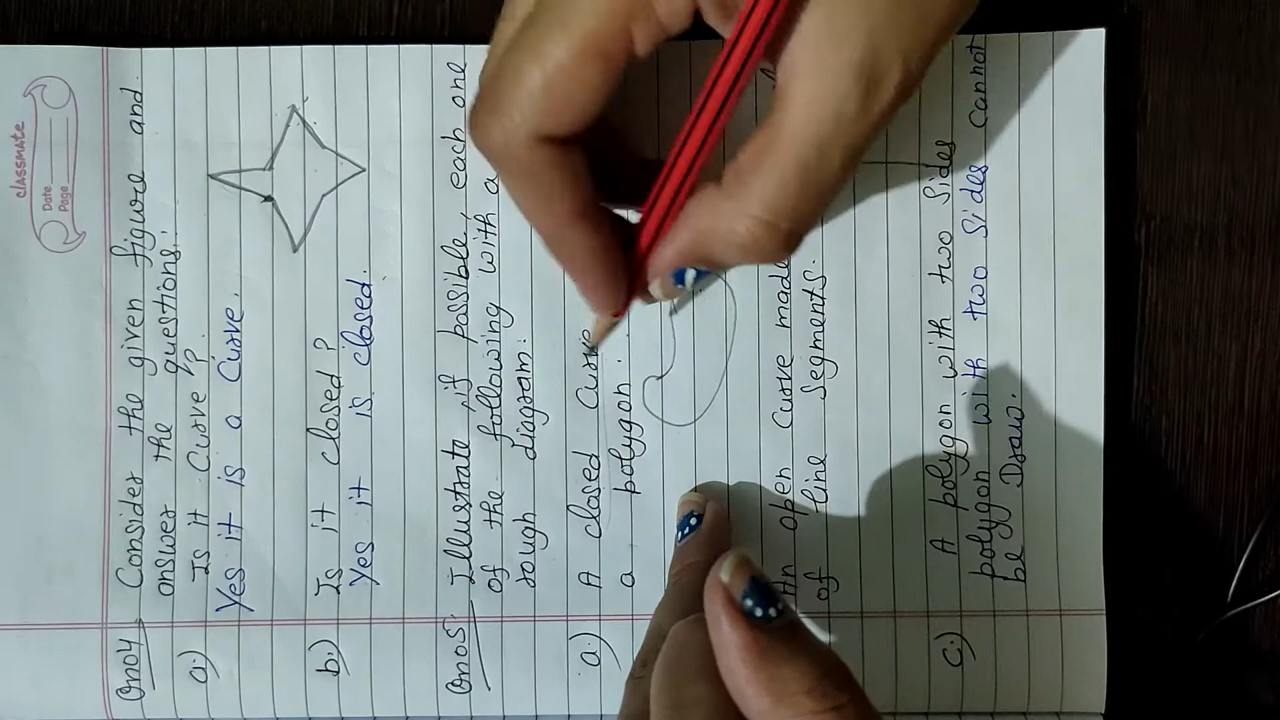 classmate
Date
Page
Qno4 Consider the given figure and
answer the questions:
a) Is it Curve?
Yes it is a Curve.
b.) Is it closed?
Yes it is closed.
Qno5. Illustrate, if possible, each one
of the following with a
rough diagram:
a.) A closed Curve
a polygon.
An open Curve made
of line segments.
c.) A polygon with two sides
polygon with two sides cannot
be Draw.